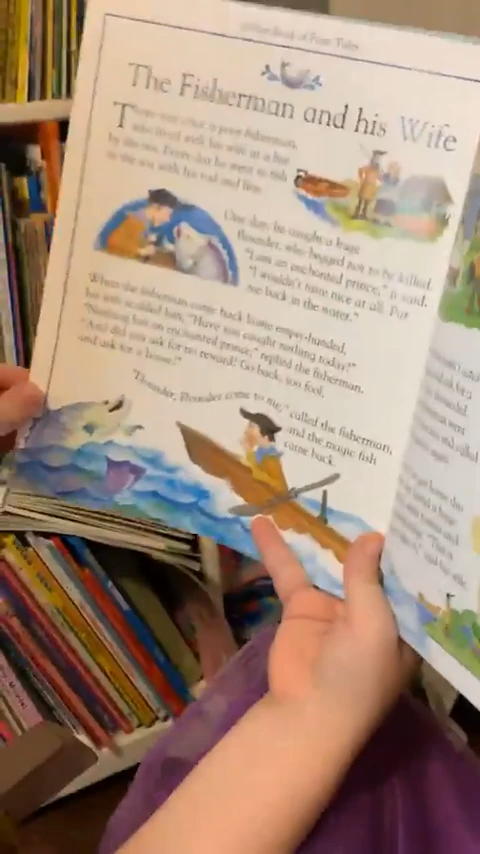 The Fisherman and his Wife
There was once a poor fisherman,
who lived with his wife in a hut
by the sea. Every day he went to fish
in the sea with his rod and line.
One day, he caught a huge
flounder, who begged not to be killed.
"I am an enchanted prince," it said.
"I wouldn't taste nice at all. Put
me back in the water."
When the fisherman came back home empty-handed,
his wife scolded him, "Have you caught nothing today?"
"Nothing but an enchanted prince," replied the fisherman.
"And did you ask for no reward? Go back, you fool,
and ask for a house!"
"Flounder, flounder come to me," called the fisherman,
and the magic fish
came back.